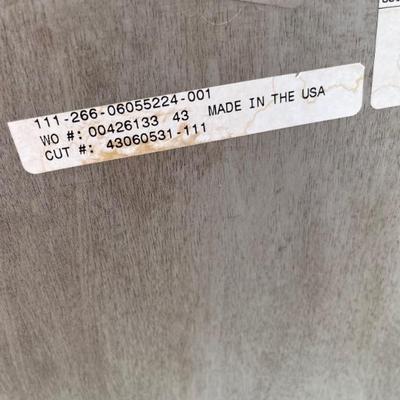 111-266-06055224-001
WO #: 00426133 43 MADE IN THE USA
CUT #: 43060531-111